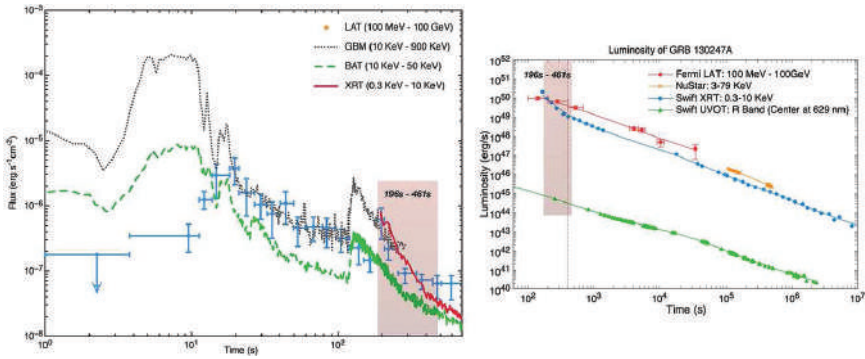 LAT (100 MeV - 100 GeV)
GBM (10 KeV - 900 KeV)
BAT (10 KeV - 50 KeV)
XRT (0.3 KeV - 10 KeV)
196s - 461s
Flux (erg.s⁻¹cm⁻²)
10⁻³
10⁻⁴
10⁻⁵
10⁻⁶
10⁻⁷
10⁻⁸
10⁰ 10¹ 10²
Time (s)
Luminosity of GRB 130247A
196s - 461s
Fermi LAT: 100 MeV - 100GeV
NuStar: 3-79 KeV
Swift XRT: 0.3-10 KeV
Swift UVOT: R Band (Center at 629 nm)
Luminosity (erg/s)
10⁵²
10⁵¹
10⁵⁰
10⁴⁹
10⁴⁸
10⁴⁷
10⁴⁶
10⁴⁵
10⁴⁴
10⁴³
10⁴²
10⁴¹
10⁴⁰
10² 10³ 10⁴ 10⁵ 10⁶ 10⁷
Time (s)